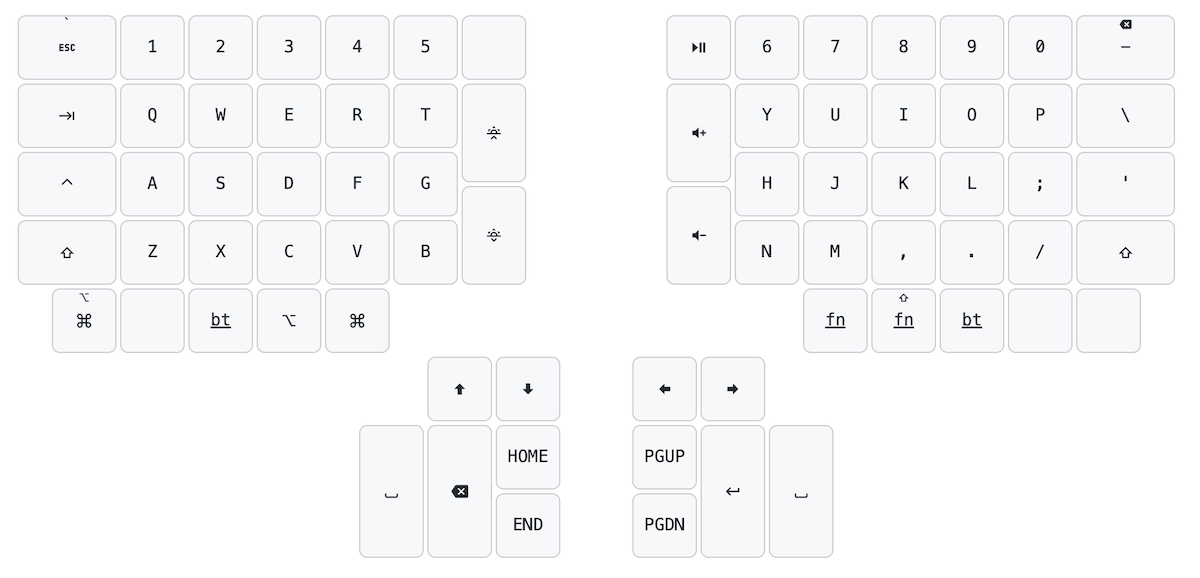 `
ESC 1 2 3 4 5 ⏯ 6 7 8 9 0 ⌫ -
⇥ Q W E R T Y U I O P \
^ A S D F G H J K L ; '
⇧ Z X C V B N M , . / ⇧
⌥ ⌘ bt ⌥ ⌘ fn ⇧ fn bt
↑ ↓ ← →
HOME PGUP
⎵ ⌫ ↵ ⎵
END PGDN